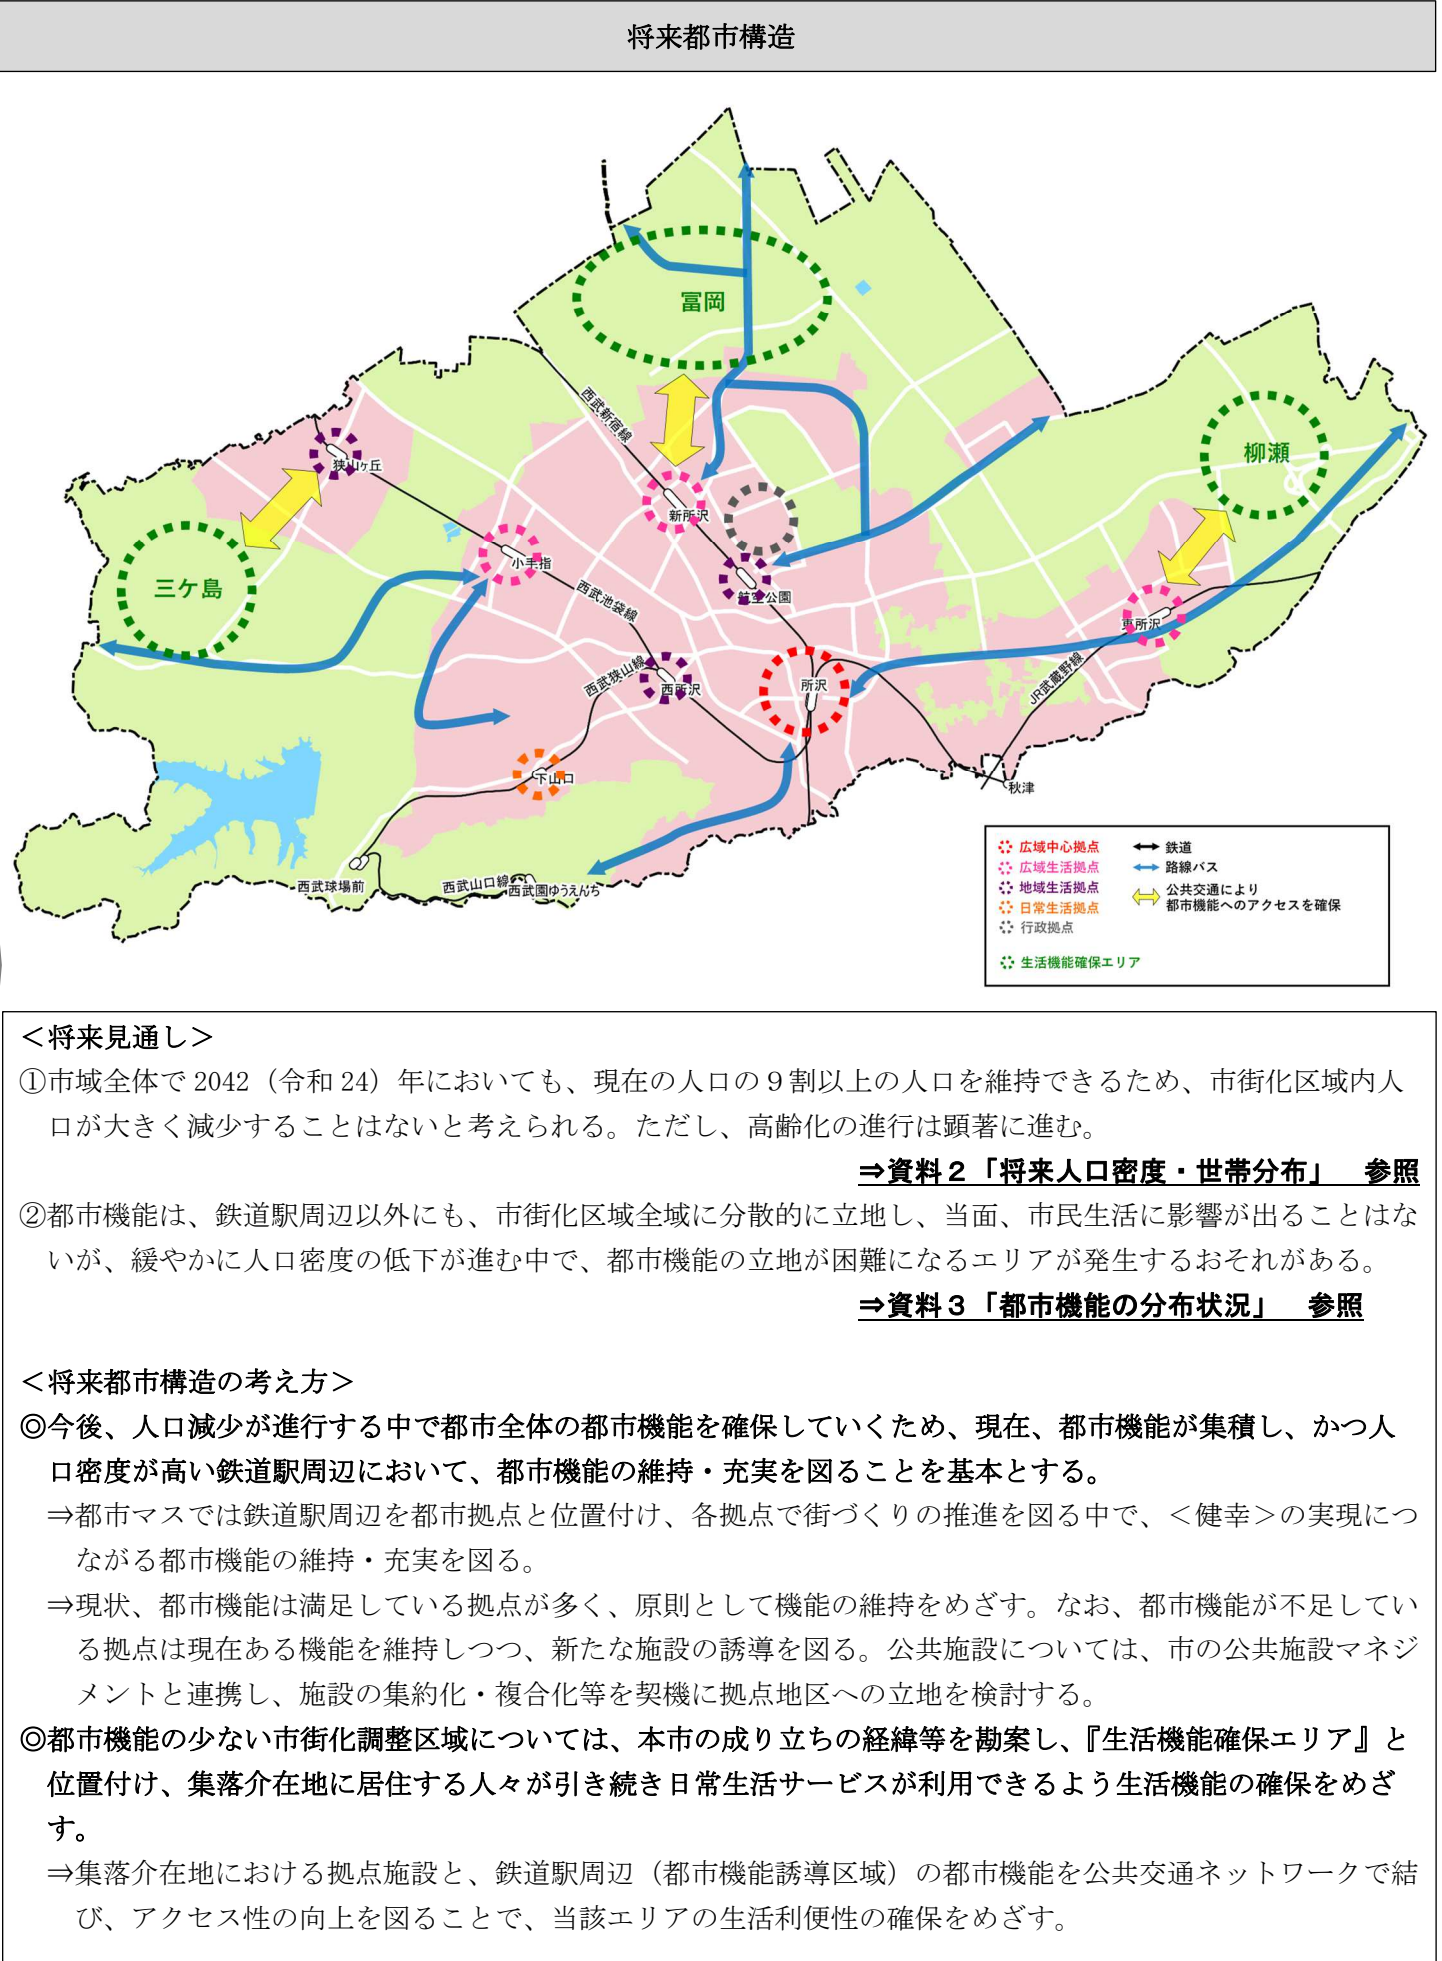 将来都市構造
富岡
柳瀬
西武新宿線
狭山ヶ丘
新所沢
三ケ島
小手指
西武池袋線
航空公園
東所沢
西武狭山線
西所沢
所沢
JR武蔵野線
下山口
秋津
西武球場前
西武山口線
西武園ゆうえんち
広域中心拠点
広域生活拠点
地域生活拠点
日常生活拠点
行政拠点
生活機能確保エリア
鉄道
路線バス
公共交通により
都市機能へのアクセスを確保
＜将来見通し＞
①市域全体で 2042（令和 24）年においても、現在の人口の９割以上の人口を維持できるため、市街化区域内人
口が大きく減少することはないと考えられる。ただし、高齢化の進行は顕著に進む。
⇒資料２「将来人口密度・世帯分布」　参照
②都市機能は、鉄道駅周辺以外にも、市街化区域全域に分散的に立地し、当面、市民生活に影響が出ることはな
いが、緩やかに人口密度の低下が進む中で、都市機能の立地が困難になるエリアが発生するおそれがある。
⇒資料３「都市機能の分布状況」　参照
＜将来都市構造の考え方＞
◎今後、人口減少が進行する中で都市全体の都市機能を確保していくため、現在、都市機能が集積し、かつ人
口密度が高い鉄道駅周辺において、都市機能の維持・充実を図ることを基本とする。
⇒都市マスでは鉄道駅周辺を都市拠点と位置付け、各拠点で街づくりの推進を図る中で、＜健幸＞の実現につ
ながる都市機能の維持・充実を図る。
⇒現状、都市機能は満足している拠点が多く、原則として機能の維持をめざす。なお、都市機能が不足してい
る拠点は現在ある機能を維持しつつ、新たな施設の誘導を図る。公共施設については、市の公共施設マネジ
メントと連携し、施設の集約化・複合化等を契機に拠点地区への立地を検討する。
◎都市機能の少ない市街化調整区域については、本市の成り立ちの経緯等を勘案し、『生活機能確保エリア』と
位置付け、集落介在地に居住する人々が引き続き日常生活サービスが利用できるよう生活機能の確保をめざ
す。
⇒集落介在地における拠点施設と、鉄道駅周辺（都市機能誘導区域）の都市機能を公共交通ネットワークで結
び、アクセス性の向上を図ることで、当該エリアの生活利便性の確保をめざす。